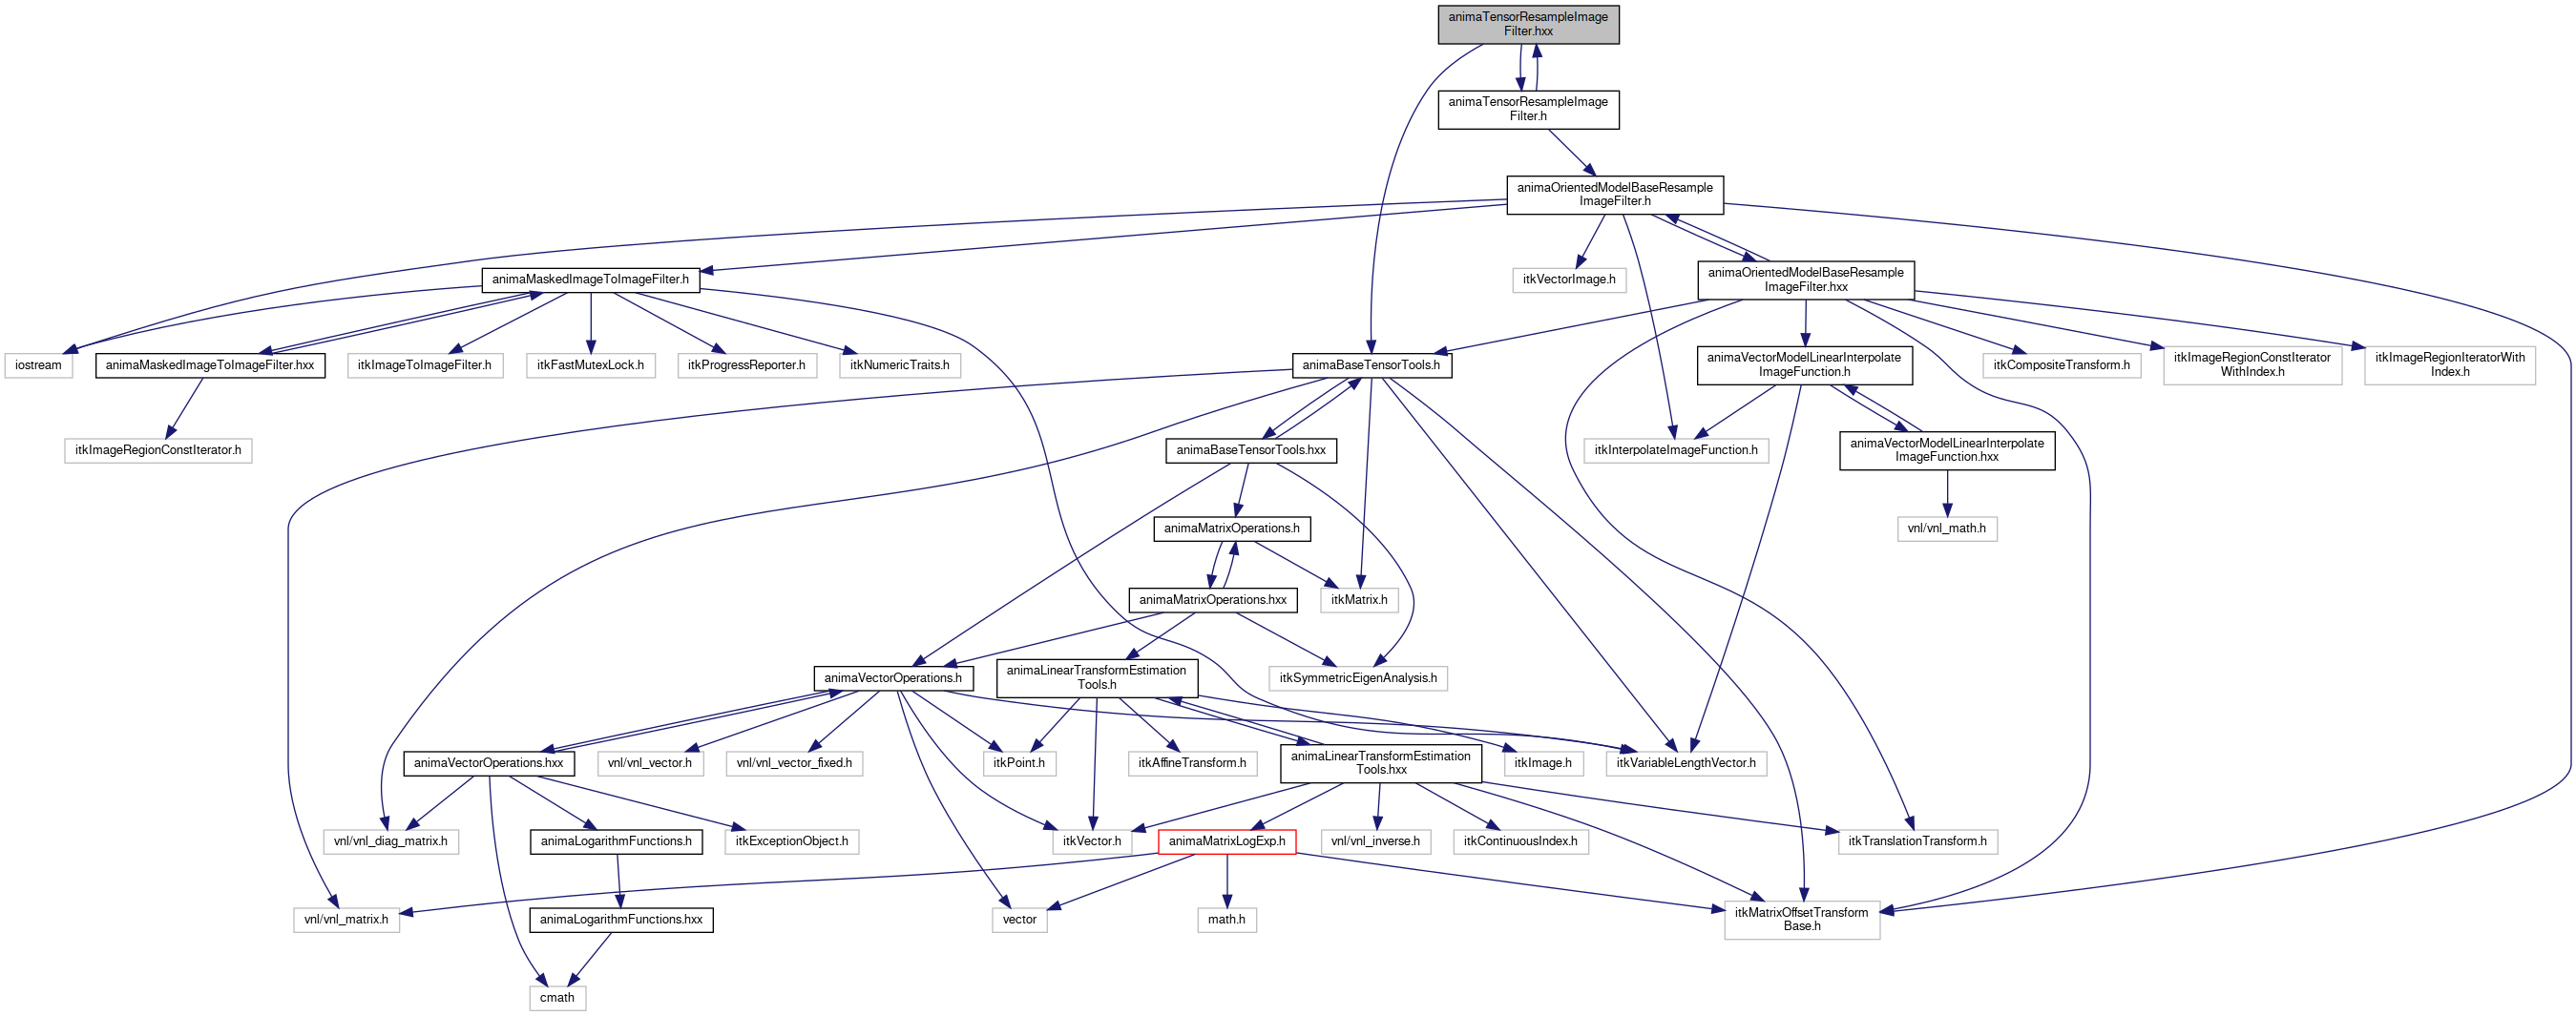 animaTensorResampleImage
Filter.hxx
animaTensorResampleImage
Filter.h
animaOrientedModelBaseResample
ImageFilter.h
animaMaskedImageToImageFilter.h
itkVectorImage.h
animaOrientedModelBaseResample
ImageFilter.hxx
iostream
animaMaskedImageToImageFilter.hxx
itkImageToImageFilter.h
itkFastMutexLock.h
itkProgressReporter.h
itkNumericTraits.h
animaBaseTensorTools.h
animaVectorModelLinearInterpolate
ImageFunction.h
itkCompositeTransform.h
itkImageRegionConstIterator
WithIndex.h
itkImageRegionIteratorWith
Index.h
itkImageRegionConstIterator.h
animaBaseTensorTools.hxx
itkInterpolateImageFunction.h
animaVectorModelLinearInterpolate
ImageFunction.hxx
animaMatrixOperations.h
vnl/vnl_math.h
animaMatrixOperations.hxx
itkMatrix.h
animaVectorOperations.h
animaLinearTransformEstimation
Tools.h
itkSymmetricEigenAnalysis.h
animaVectorOperations.hxx
vnl/vnl_vector.h
vnl/vnl_vector_fixed.h
itkPoint.h
itkAffineTransform.h
animaLinearTransformEstimation
Tools.hxx
itkImage.h
itkVariableLengthVector.h
vnl/vnl_diag_matrix.h
animaLogarithmFunctions.h
itkExceptionObject.h
itkVector.h
animaMatrixLogExp.h
vnl/vnl_inverse.h
itkContinuousIndex.h
itkTranslationTransform.h
vnl/vnl_matrix.h
animaLogarithmFunctions.hxx
vector
math.h
itkMatrixOffsetTransform
Base.h
cmath